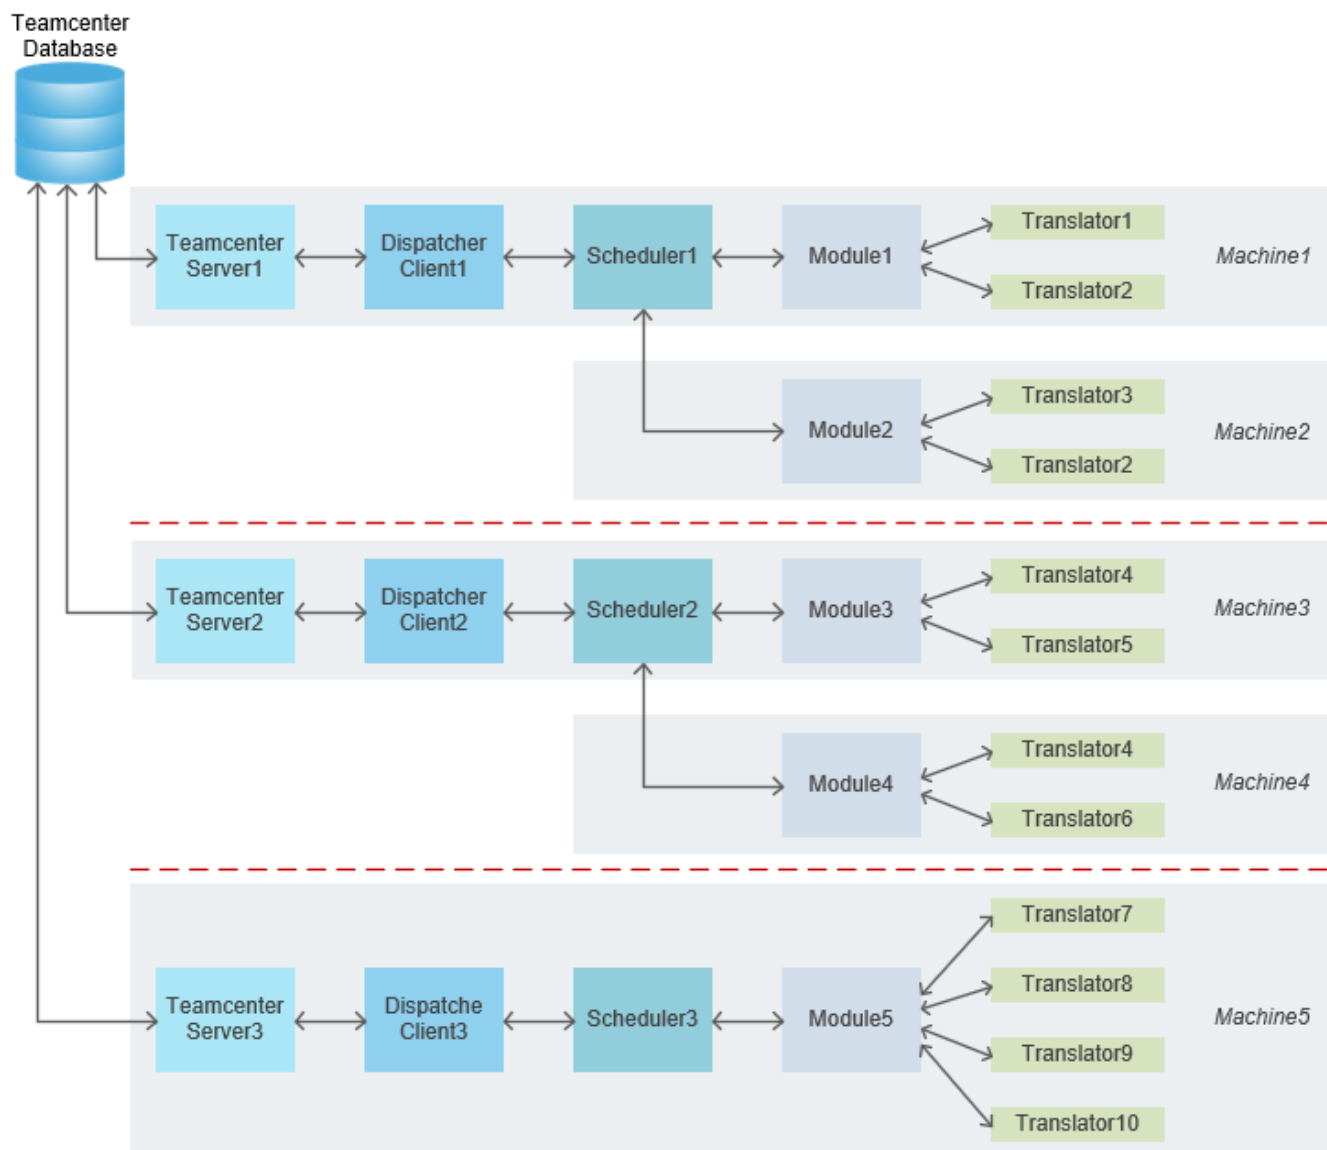 Teamcenter
Database
Teamcenter
Server1
Dispatcher
Client1
Scheduler1
Module1
Translator1
Translator2
Machine1
Module2
Translator3
Translator2
Machine2
Teamcenter
Server2
Dispatcher
Client2
Scheduler2
Module3
Translator4
Translator5
Machine3
Module4
Translator4
Translator6
Machine4
Teamcenter
Server3
Dispatche
Client3
Scheduler3
Module5
Translator7
Translator8
Translator9
Translator10
Machine5